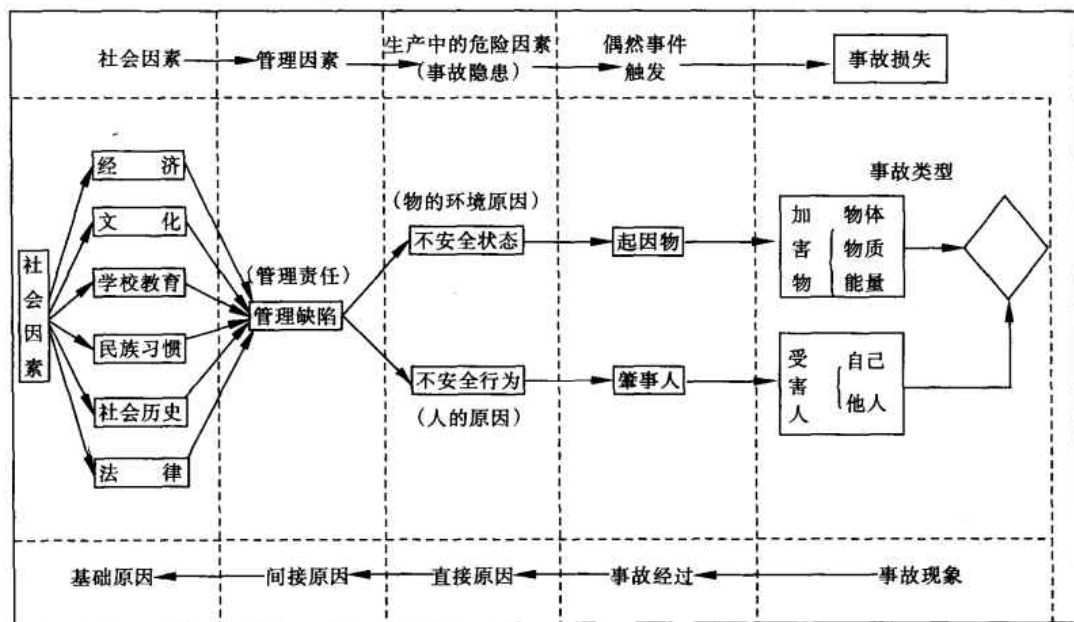 社会因素
管理因素
生产中的危险因素
(事故隐患)
偶然事件
触发
事故损失
社会因素
经 济
文 化
学校教育
民族习惯
社会历史
法 律
(管理责任)
管理缺陷
(物的环境原因)
不安全状态
不安全行为
(人的原因)
起因物
肇事人
事故类型
加害物
物体
物质
能量
受害人
自己
他人
基础原因
间接原因
直接原因
事故经过
事故现象